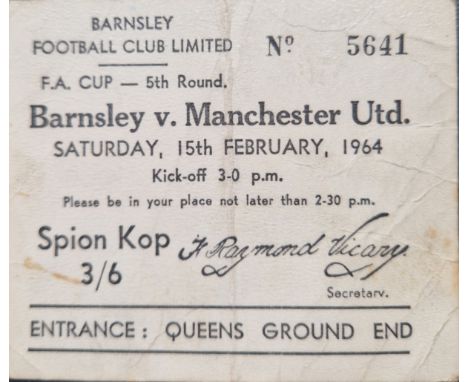 BARNSLEY
FOOTBALL CLUB LIMITED
Nº 5641
F.A. CUP — 5th Round.
Barnsley v. Manchester Utd.
SATURDAY, 15th FEBRUARY, 1964
Kick-off 3-0 p.m.
Please be in your place not later than 2-30 p.m.
Spion Kop
3/6
F Raymond Vicary.
Secretary.
ENTRANCE : QUEENS GROUND END